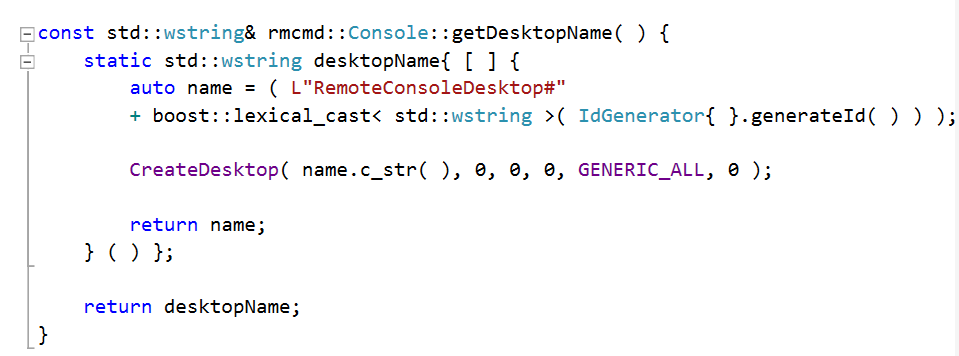 const std::wstring& rmcmd::Console::getDesktopName( ) {
    static std::wstring desktopName{ [ ] {
        auto name = ( L"RemoteConsoleDesktop#"
        + boost::lexical_cast< std::wstring >( IdGenerator{ }.generateId( ) ) );

        CreateDesktop( name.c_str( ), 0, 0, 0, GENERIC_ALL, 0 );

        return name;
    } ( ) };

    return desktopName;
}